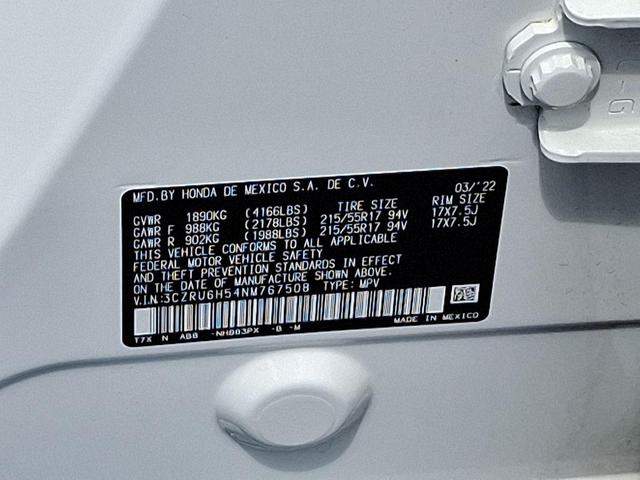 MFD.BY HONDA DE MEXICO S.A. DE C.V. 03/'22
TIRE SIZE RIM SIZE
GVWR 1890KG (4166LBS)
GAWR F 988KG (2178LBS) 215/55R17 94V 17X7.5J
GAWR R 902KG (1988LBS) 215/55R17 94V 17X7.5J
THIS VEHICLE CONFORMS TO ALL APPLICABLE
FEDERAL MOTOR VEHICLE SAFETY
AND THEFT PREVENTION STANDARDS IN EFFECT
ON THE DATE OF MANUFACTURE SHOWN ABOVE.
V.I.N:3CZRU6H54NM767508 TYPE: MPV
MADE IN MEXICO